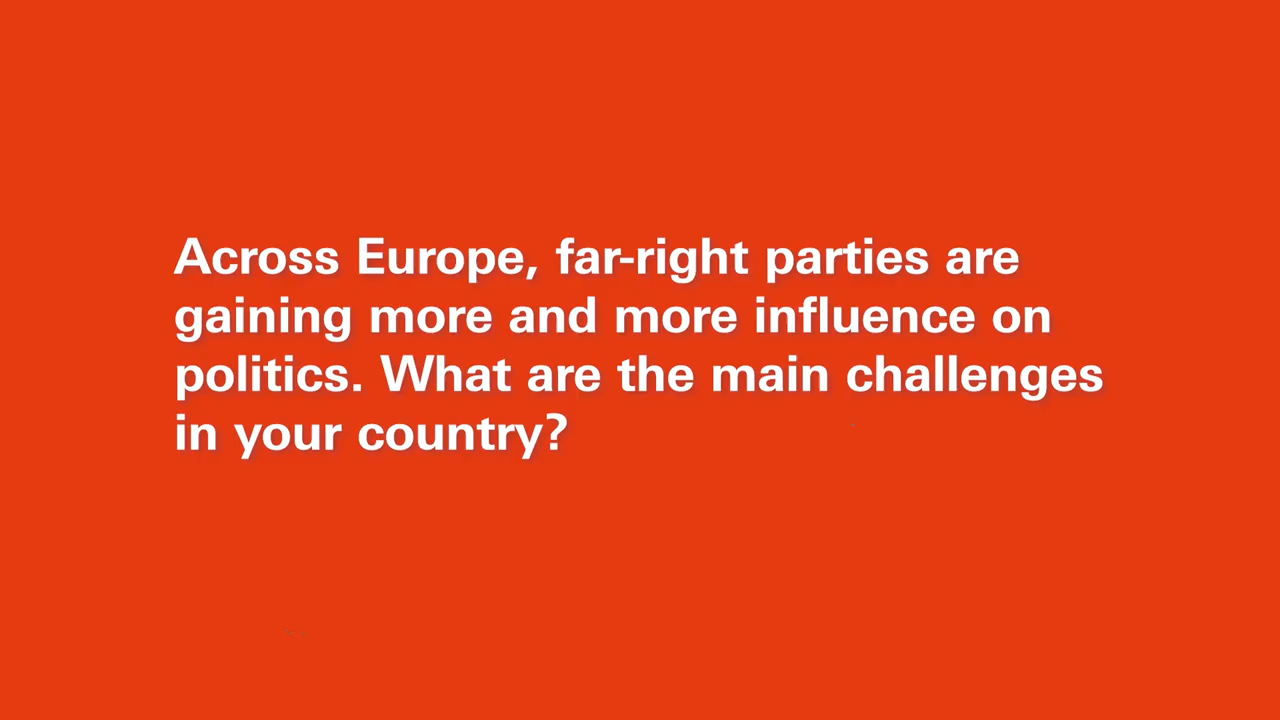 Across Europe, far-right parties are
gaining more and more influence on
politics. What are the main challenges
in your country?